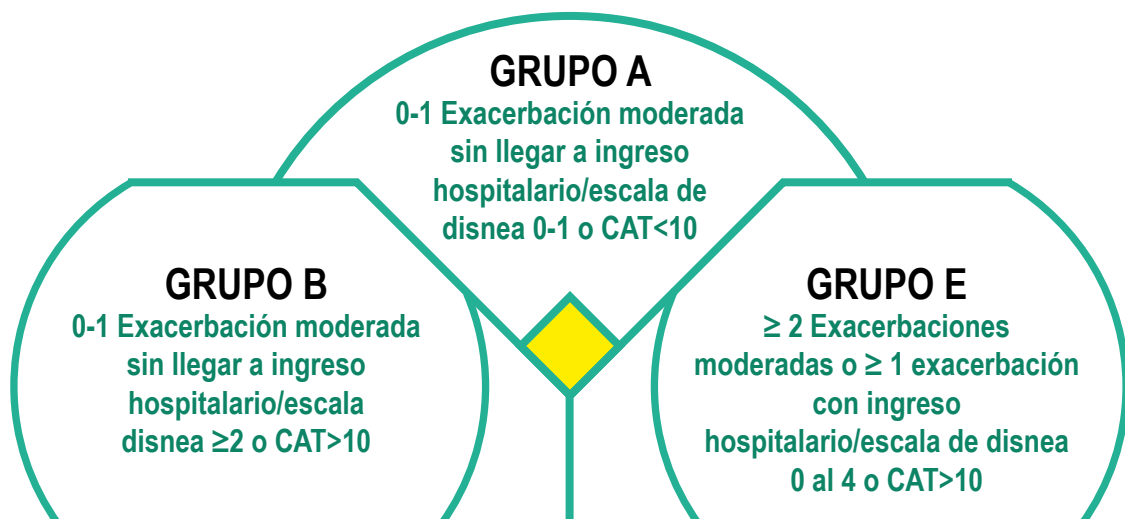 GRUPO A
0-1 Exacerbación moderada
sin llegar a ingreso
hospitalario/escala de
disnea 0-1 o CAT<10
GRUPO B
0-1 Exacerbación moderada
sin llegar a ingreso
hospitalario/escala
disnea ≥2 o CAT>10
GRUPO E
≥ 2 Exacerbaciones
moderadas o ≥ 1 exacerbación
con ingreso
hospitalario/escala de disnea
0 al 4 o CAT>10